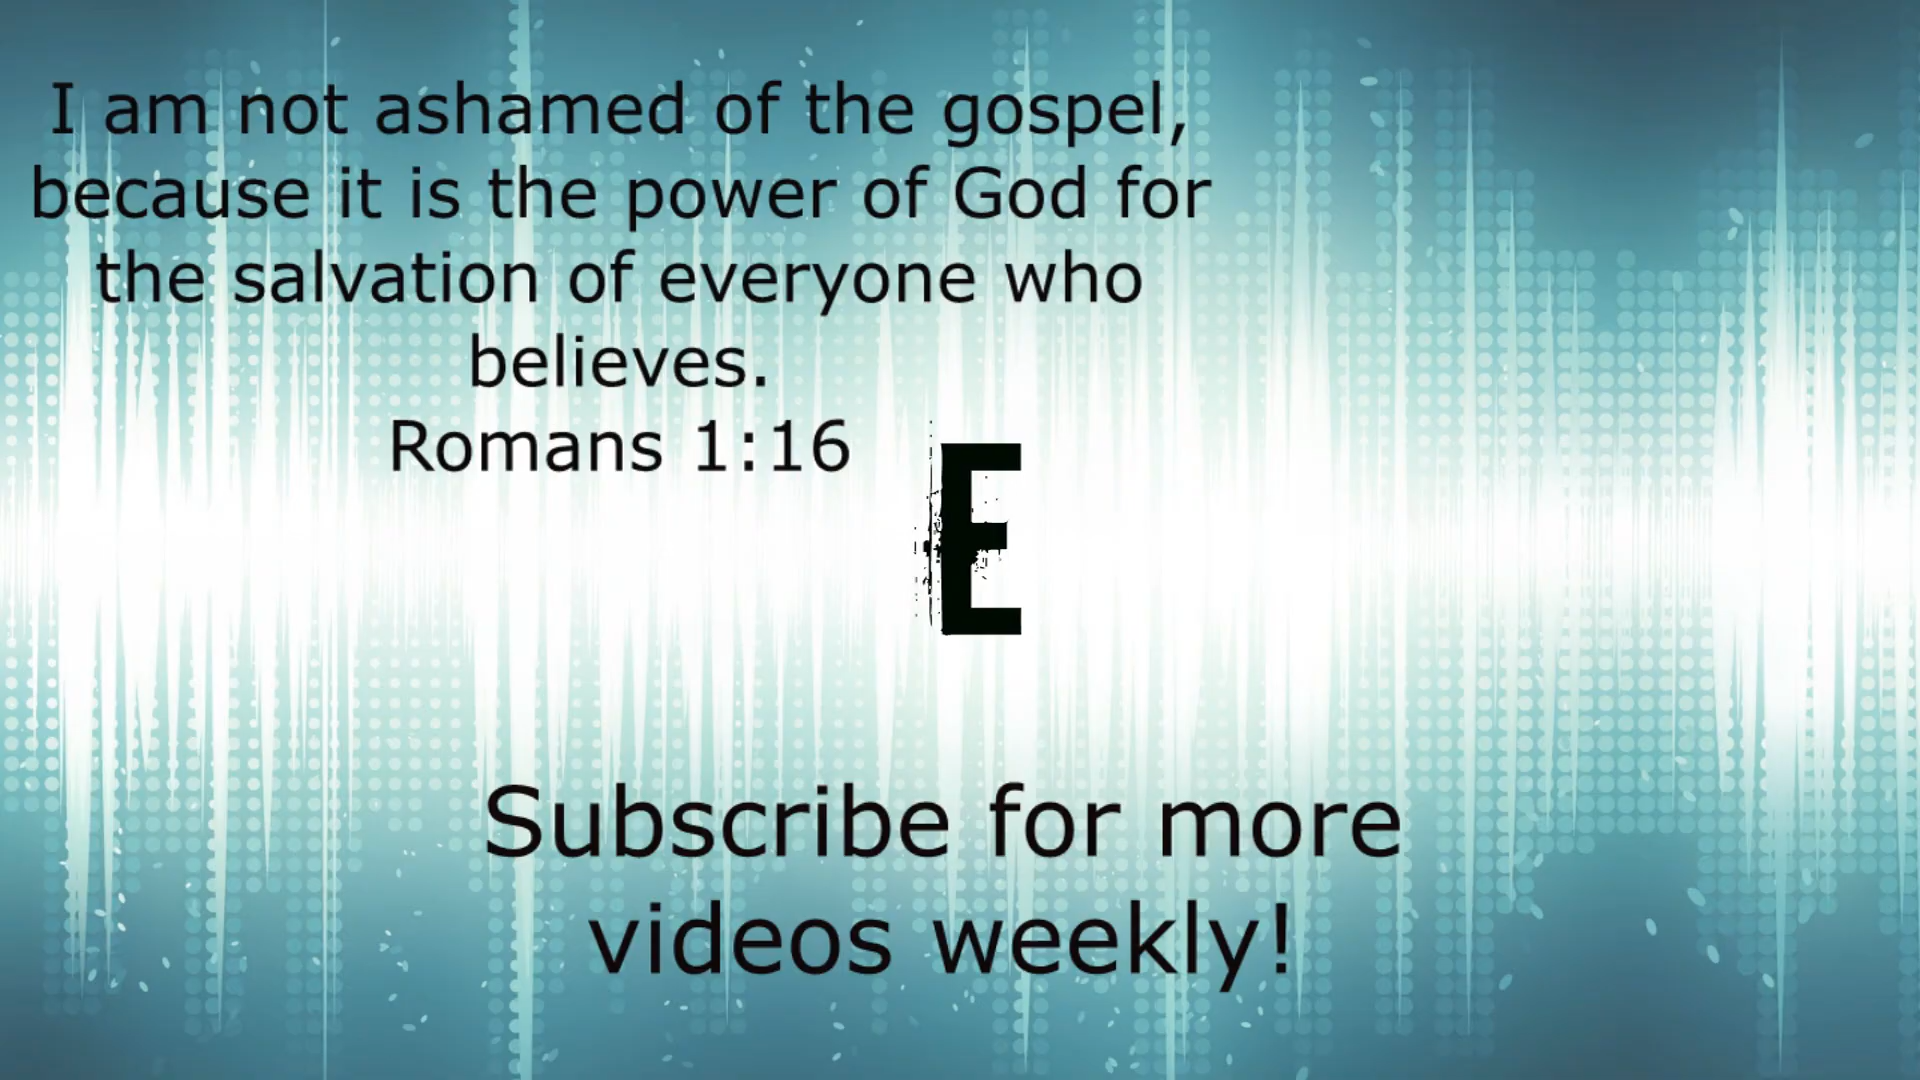 I am not ashamed of the gospel,
because it is the power of God for
the salvation of everyone who
believes.
Romans 1:16
E
Subscribe for more
videos weekly!